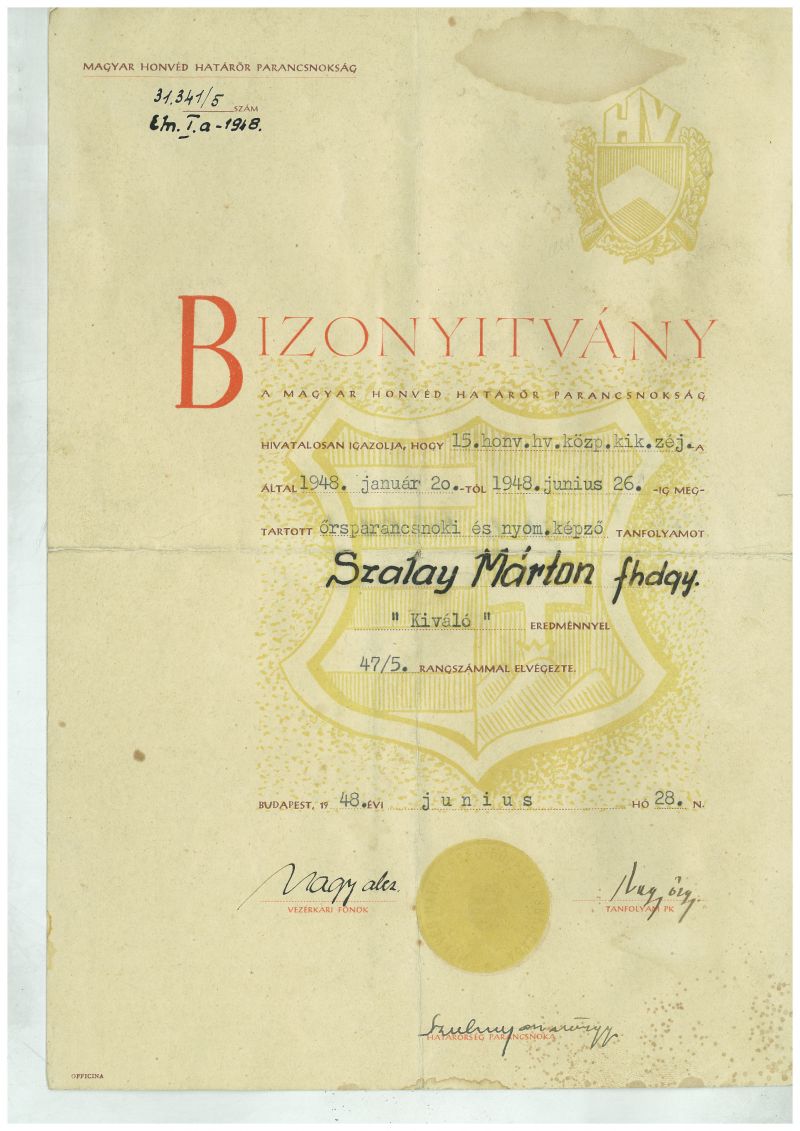 MAGYAR HONVÉD HATÁRŐR PARANCSNOKSÁG
31.341/5 SZÁM
Eln. I.a-1948.
HV
BIZONYITVÁNY
A MAGYAR HONVÉD HATÁRŐR PARANCSNOKSÁG
HIVATALOSAN IGAZOLJA, HOGY 15.honv.hv.közp.kik.zéj.-A
ÁLTAL 1948. január 2o.-TÓL 1948.junius 26. -IG MEG-
TARTOTT őrsparancsnoki és nyom.képző TANFOLYAMOT
Szalay Márton fhdgy.
" Kiváló " EREDMÉNNYEL
47/5. RANGSZÁMMAL ELVÉGEZTE.
BUDAPEST, 19 48.ÉVI junius HÓ 28. N.
Nagy alez.
VEZÉRKARI FŐNÖK
TANFOLYAM PK
HATÁRŐRSÉG PARANCSNOKA
OFFICINA